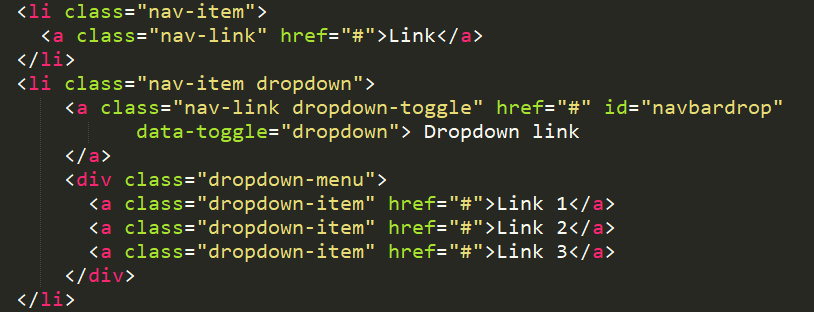 <li class="nav-item">
  <a class="nav-link" href="#">Link</a>
</li>
<li class="nav-item dropdown">
    <a class="nav-link dropdown-toggle" href="#" id="navbardrop"
          data-toggle="dropdown"> Dropdown link
    </a>
    <div class="dropdown-menu">
      <a class="dropdown-item" href="#">Link 1</a>
      <a class="dropdown-item" href="#">Link 2</a>
      <a class="dropdown-item" href="#">Link 3</a>
    </div>
</li>